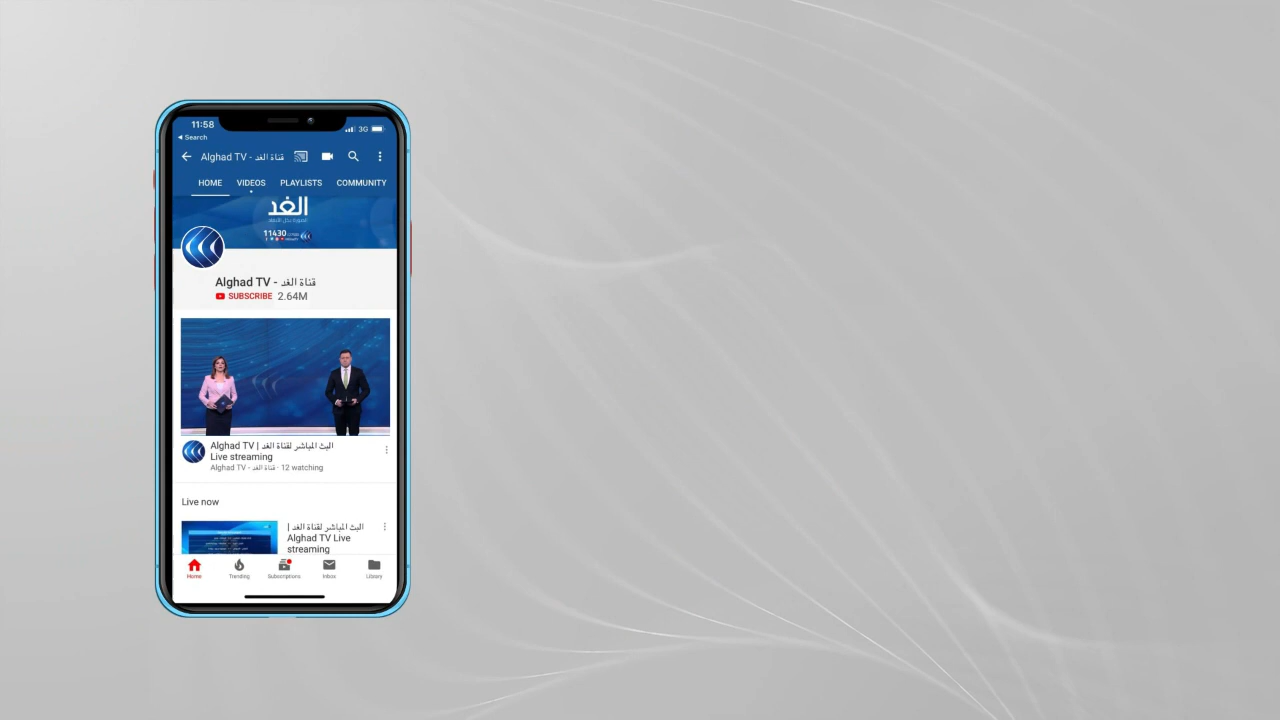 11:58
3G
Search
Alghad TV - قناة الغد
HOME VIDEOS PLAYLISTS COMMUNITY
الغد
11430
Alghad TV - قناة الغد
SUBSCRIBE 2.64M
Alghad TV | البث المباشر لقناة الغد
Live streaming
Alghad TV - قناة الغد · 12 watching
Live now
البث المباشر لقناة الغد |
Alghad TV Live
streaming
Home Trending Subscriptions Inbox Library